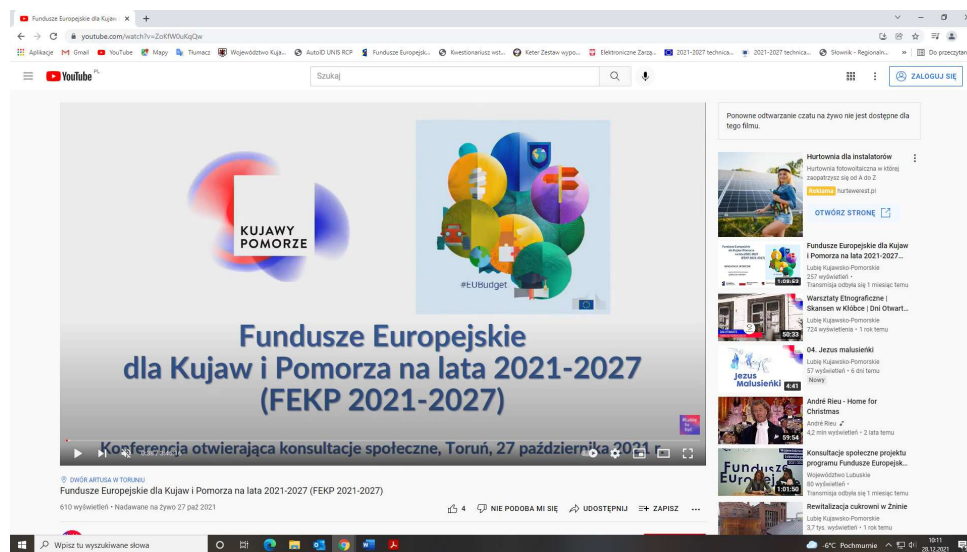 Fundusze Europejskie dla Kujaw
youtube.com/watch?v=ZoKfW0uKqQw
Aplikacje Gmail YouTube Mapy Tłumacz Województwo Kuja... AutoID UNIS RCP Fundusze Europejsk... Kwestionariusz wst... Keter Zestaw wypo... Elektroniczne Zarzą... 2021-2027 technica... 2021-2027 technica... Słownik - Regionaln... » Do przeczytan
YouTube PL
Szukaj
ZALOGUJ SIĘ
KUJAWY
POMORZE
#EUBudget
Fundusze Europejskie
dla Kujaw i Pomorza na lata 2021-2027
(FEKP 2021-2027)
Konferencja otwierająca konsultacje społeczne, Toruń, 27 października 2021 r.
DWÓR ARTUSA W TORUNIU
Fundusze Europejskie dla Kujaw i Pomorza na lata 2021-2027 (FEKP 2021-2027)
610 wyświetleń • Nadawane na żywo 27 paź 2021
4 NIE PODOBA MI SIĘ UDOSTĘPNIJ ZAPISZ ...
Ponowne odtwarzanie czatu na żywo nie jest dostępne dla
tego filmu.
Hurtownia dla instalatorów
Hurtownia fotowoltaiczna w której
zaopatrzysz się od A do Z
Reklama hurtewerest.pl
OTWÓRZ STRONĘ
Fundusze Europejskie dla Kujaw
i Pomorza na lata 2021-2027...
Lubię Kujawsko-Pomorskie
257 wyświetleń •
Transmisja odbyła się 1 miesiąc temu
1:08:53
Warsztaty Etnograficzne |
Skansen w Kłóbce | Dni Otwart...
Lubię Kujawsko-Pomorskie
724 wyświetlenia • 1 rok temu
50:33
04. Jezus malusieńki
Lubię Kujawsko-Pomorskie
57 wyświetleń • 6 dni temu
Nowy
Jezus
Malusieńki
4:41
André Rieu - Home for
Christmas
André Rieu
4,2 mln wyświetleń • 2 lata temu
59:54
Konsultacje społeczne projektu
programu Fundusze Europejsk...
Województwo Lubuskie
80 wyświetleń •
Transmisja odbyła się 1 miesiąc temu
1:01:50
Rewitalizacja cukrowni w Żninie
Lubię Kujawsko-Pomorskie
3,7 tys. wyświetleń • 1 rok temu
Wpisz tu wyszukiwane słowa
-6°C Pochmurnie
10:11
28.12.2021